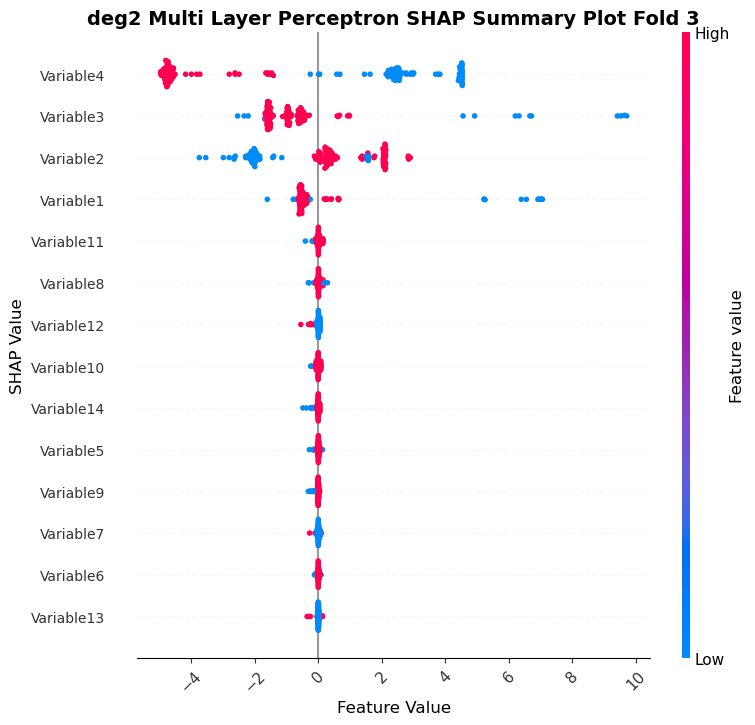 deg2 Multi Layer Perceptron SHAP Summary Plot Fold 3
High
Variable4
Variable3
Variable2
Variable1
Variable11
Variable8
Variable12
Variable10
Variable14
Variable5
Variable9
Variable7
Variable6
Variable13
SHAP Value
Feature value
Low
−4 −2 0 2 4 6 8 10
Feature Value